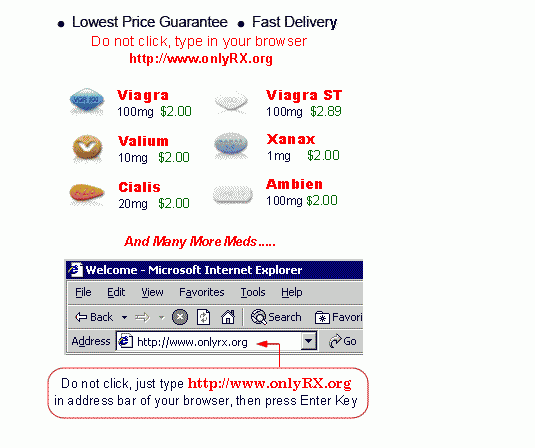 ● Lowest Price Guarantee ● Fast Delivery
Do not click, type in your browser
http://www.onlyRX.org
Viagra
100mg $2.00
Viagra ST
100mg $2.89
Valium
10mg $2.00
Xanax
1mg $2.00
Cialis
20mg $2.00
Ambien
100mg $2.00
And Many More Meds.....
Welcome - Microsoft Internet Explorer
File Edit View Favorites Tools Help
Back Search Favori
Address http://www.onlyrx.org Go
Do not click, just type http://www.onlyRX.org
in address bar of your browser, then press Enter Key